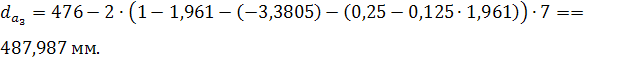 d_{a_3} = 476 − 2 · (1 − 1,961 − (−3,3805) − (0,25 − 0,125 · 1,961)) · 7 ==
487,987 мм.